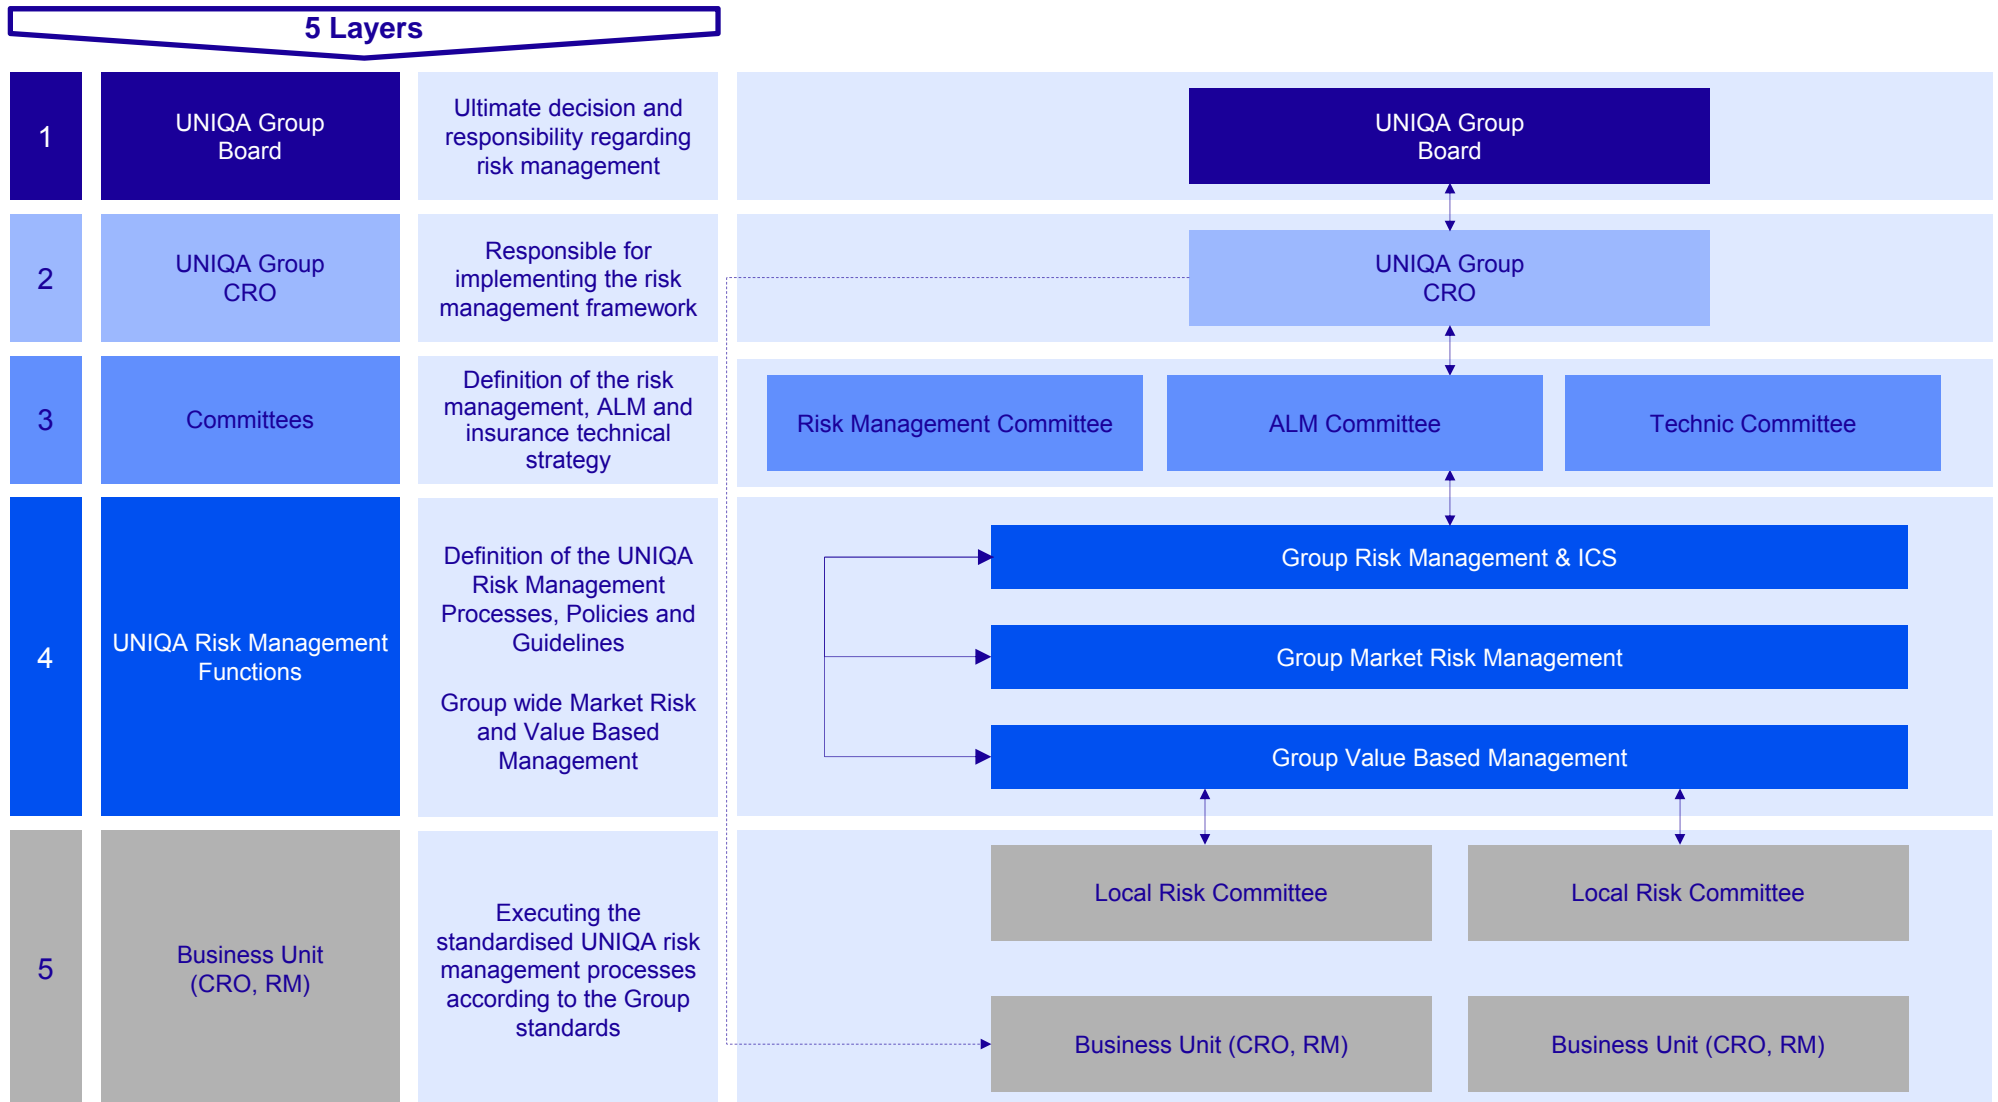 5 Layers
1
UNIQA Group
Board
Ultimate decision and
responsibility regarding
risk management
UNIQA Group
Board
2
UNIQA Group
CRO
Responsible for
implementing the risk
management framework
UNIQA Group
CRO
3
Committees
Definition of the risk
management, ALM and
insurance technical
strategy
Risk Management Committee
ALM Committee
Technic Committee
4
UNIQA Risk Management
Functions
Definition of the UNIQA
Risk Management
Processes, Policies and
Guidelines
Group wide Market Risk
and Value Based
Management
Group Risk Management & ICS
Group Market Risk Management
Group Value Based Management
5
Business Unit
(CRO, RM)
Executing the
standardised UNIQA risk
management processes
according to the Group
standards
Local Risk Committee
Local Risk Committee
Business Unit (CRO, RM)
Business Unit (CRO, RM)